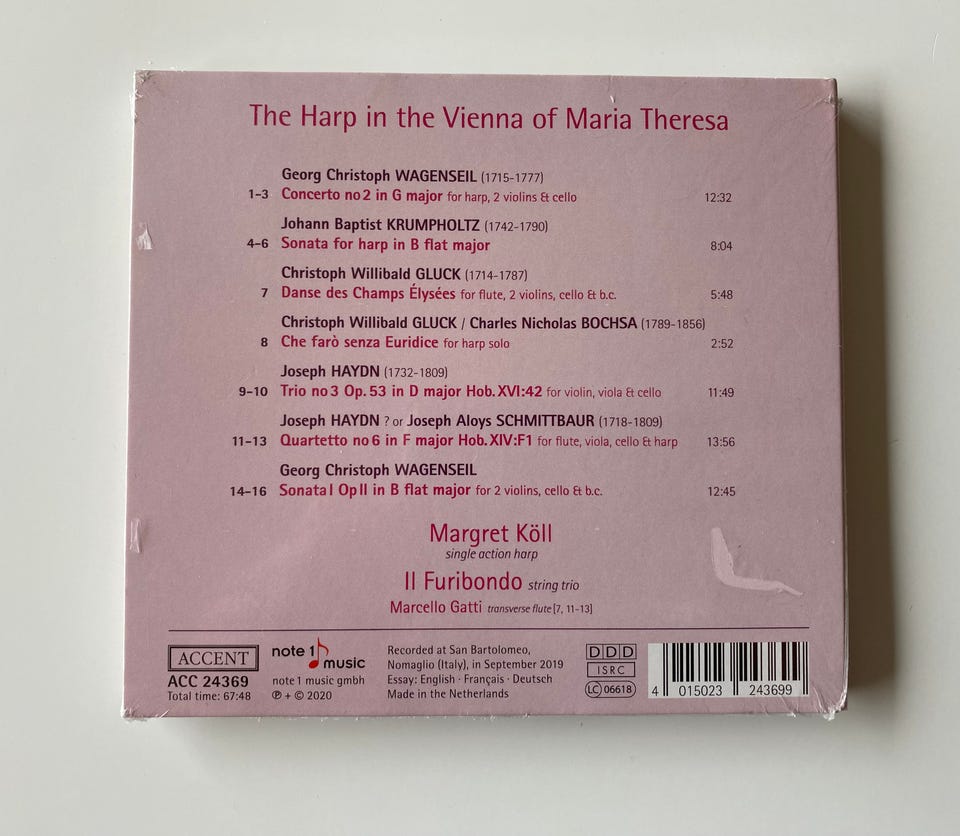 The Harp in the Vienna of Maria Theresa
Georg Christoph WAGENSEIL (1715-1777)
1-3 Concerto no 2 in G major for harp, 2 violins & cello 12:32
Johann Baptist KRUMPHOLTZ (1742-1790)
4-6 Sonata for harp in B flat major 8:04
Christoph Willibald GLUCK (1714-1787)
7 Danse des Champs Élysées for flute, 2 violins, cello & b.c. 5:48
Christoph Willibald GLUCK / Charles Nicholas BOCHSA (1789-1856)
8 Che farò senza Euridice for harp solo 2:52
Joseph HAYDN (1732-1809)
9-10 Trio no 3 Op. 53 in D major Hob. XVI:42 for violin, viola & cello 11:49
Joseph HAYDN ? or Joseph Aloys SCHMITTBAUR (1718-1809)
11-13 Quartetto no 6 in F major Hob. XIV:F1 for flute, viola, cello & harp 13:56
Georg Christoph WAGENSEIL
14-16 Sonata I Op II in B flat major for 2 violins, cello & b.c. 12:45
Margret Köll
single action harp
Il Furibondo string trio
Marcello Gatti transverse flute [7, 11-13]
ACCENT
ACC 24369
Total time: 67:48
note 1 music
note 1 music gmbh
℗ + © 2020
Recorded at San Bartolomeo,
Nomaglio (Italy), in September 2019
Essay: English · Français · Deutsch
Made in the Netherlands
DDD
ISRC
LC 06618
4 015023 243699